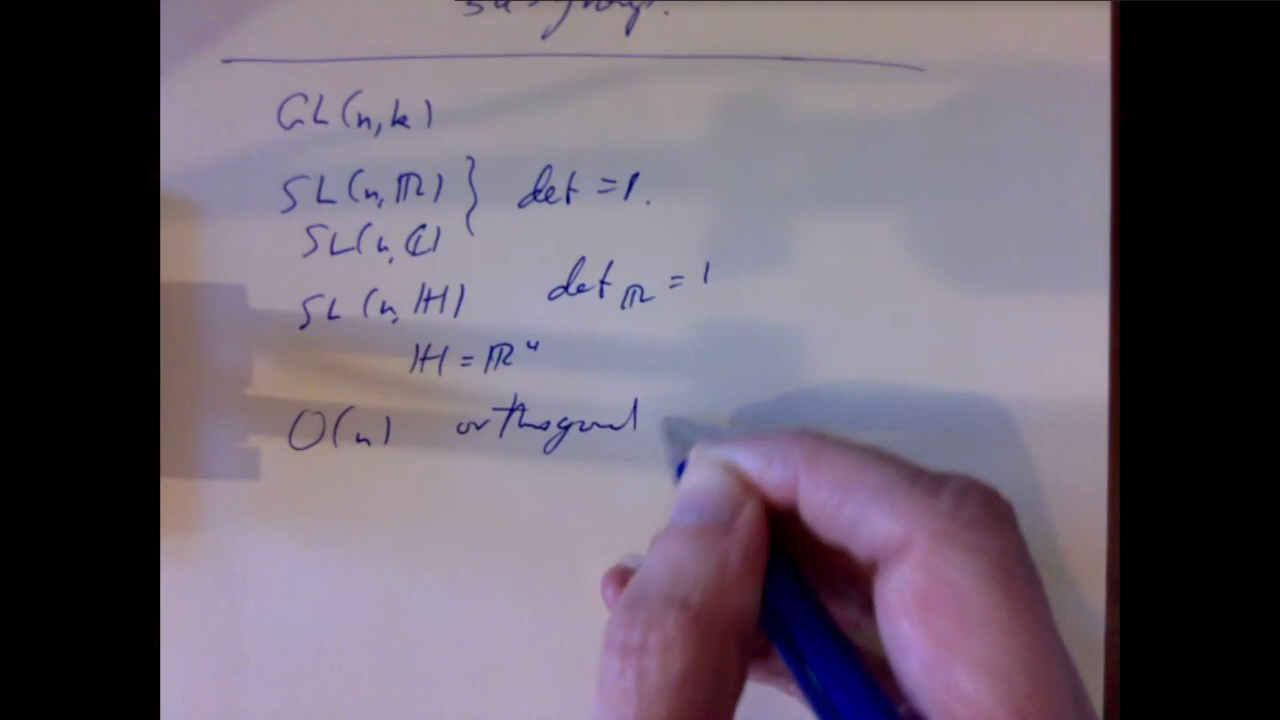 GL(n,k)
SL(n,ℝ) } det = 1.
SL(n,ℂ)
SL(n,ℍ) det_ℝ = 1
ℍ = ℝ⁴
O(n) orthogonal